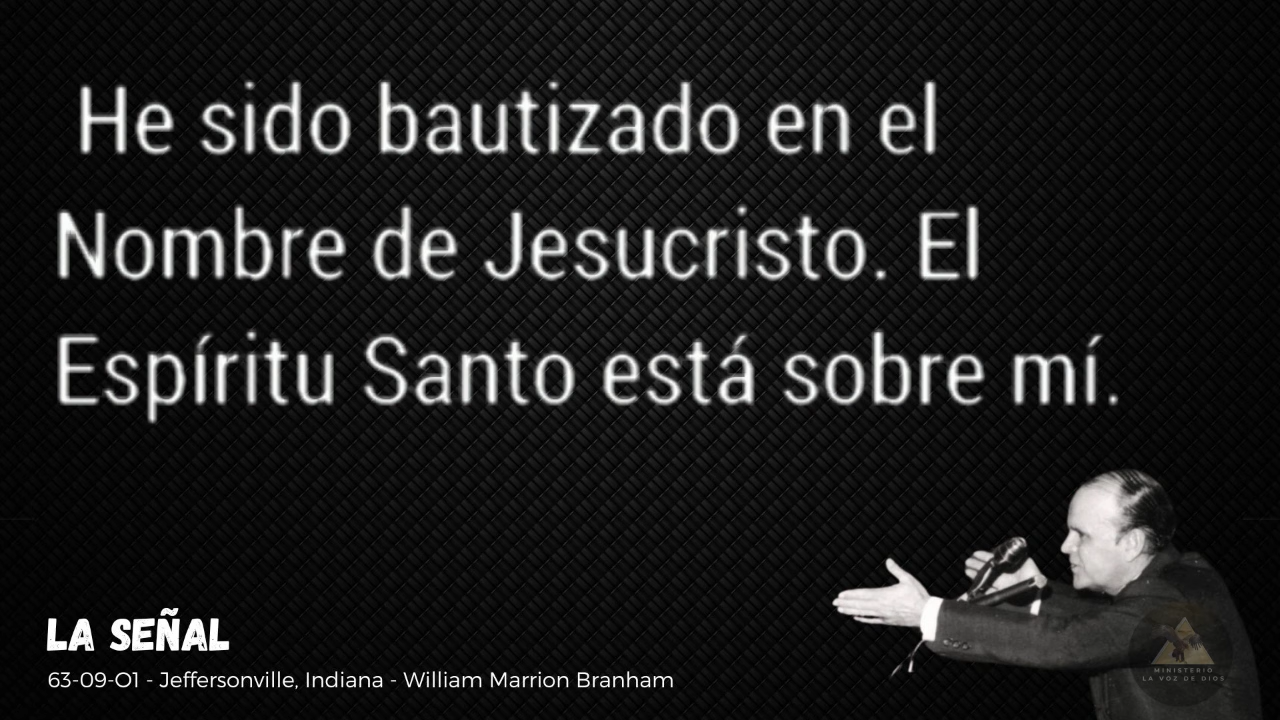 He sido bautizado en el
Nombre de Jesucristo. El
Espíritu Santo está sobre mí.
LA SEÑAL
63-09-O1 - Jeffersonville, Indiana - William Marrion Branham
MINISTERIO
LA VOZ DE DIOS